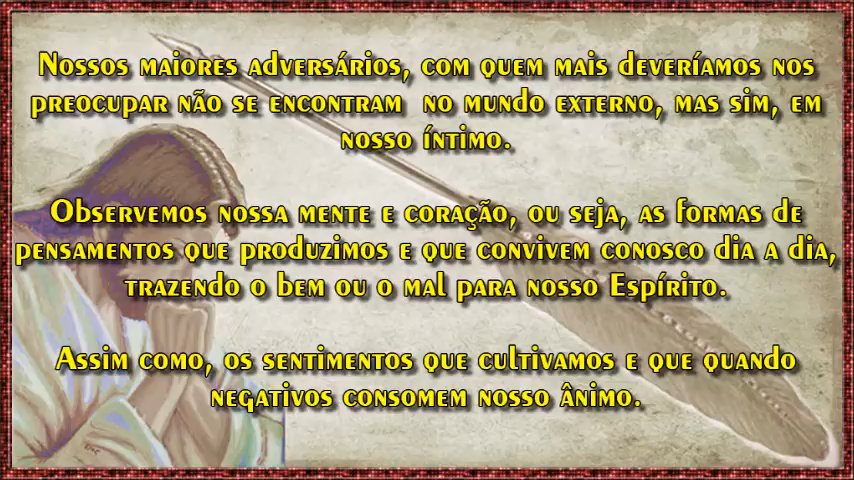 Nossos maiores adversários, com quem mais deveríamos nos
preocupar não se encontram no mundo externo, mas sim, em
nosso íntimo.
Observemos nossa mente e coração, ou seja, as formas de
pensamentos que produzimos e que convivem conosco dia a dia,
trazendo o bem ou o mal para nosso Espírito.
Assim como, os sentimentos que cultivamos e que quando
negativos consomem nosso ânimo.